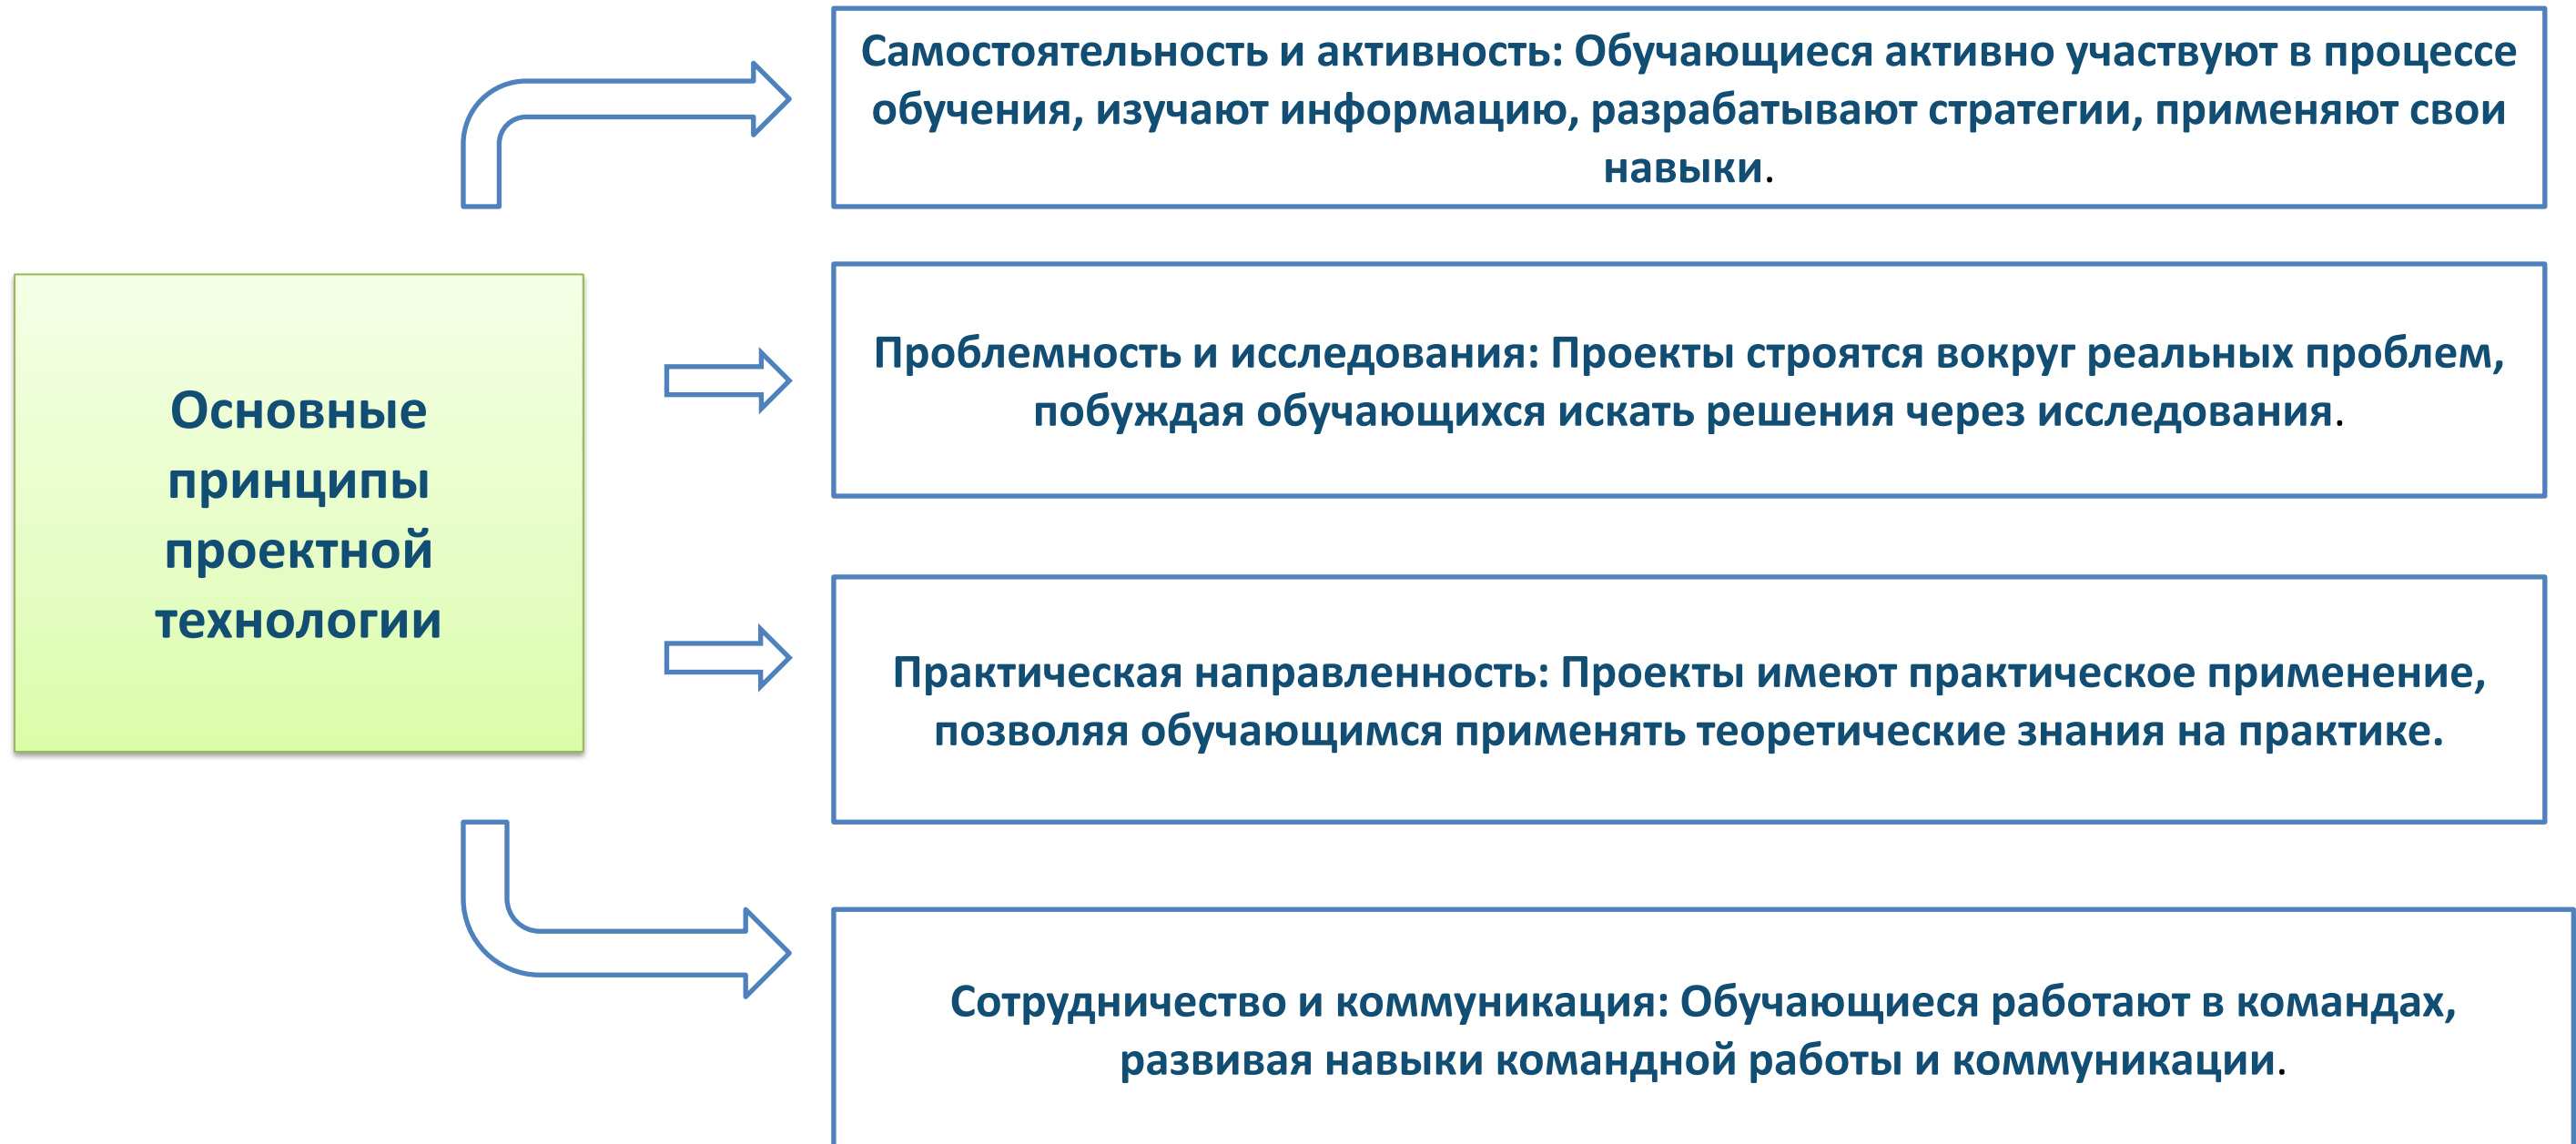 Самостоятельность и активность: Обучающиеся активно участвуют в процессе
обучения, изучают информацию, разрабатывают стратегии, применяют свои
навыки.
Основные
принципы
проектной
технологии
Проблемность и исследования: Проекты строятся вокруг реальных проблем,
побуждая обучающихся искать решения через исследования.
Практическая направленность: Проекты имеют практическое применение,
позволяя обучающимся применять теоретические знания на практике.
Сотрудничество и коммуникация: Обучающиеся работают в командах,
развивая навыки командной работы и коммуникации.